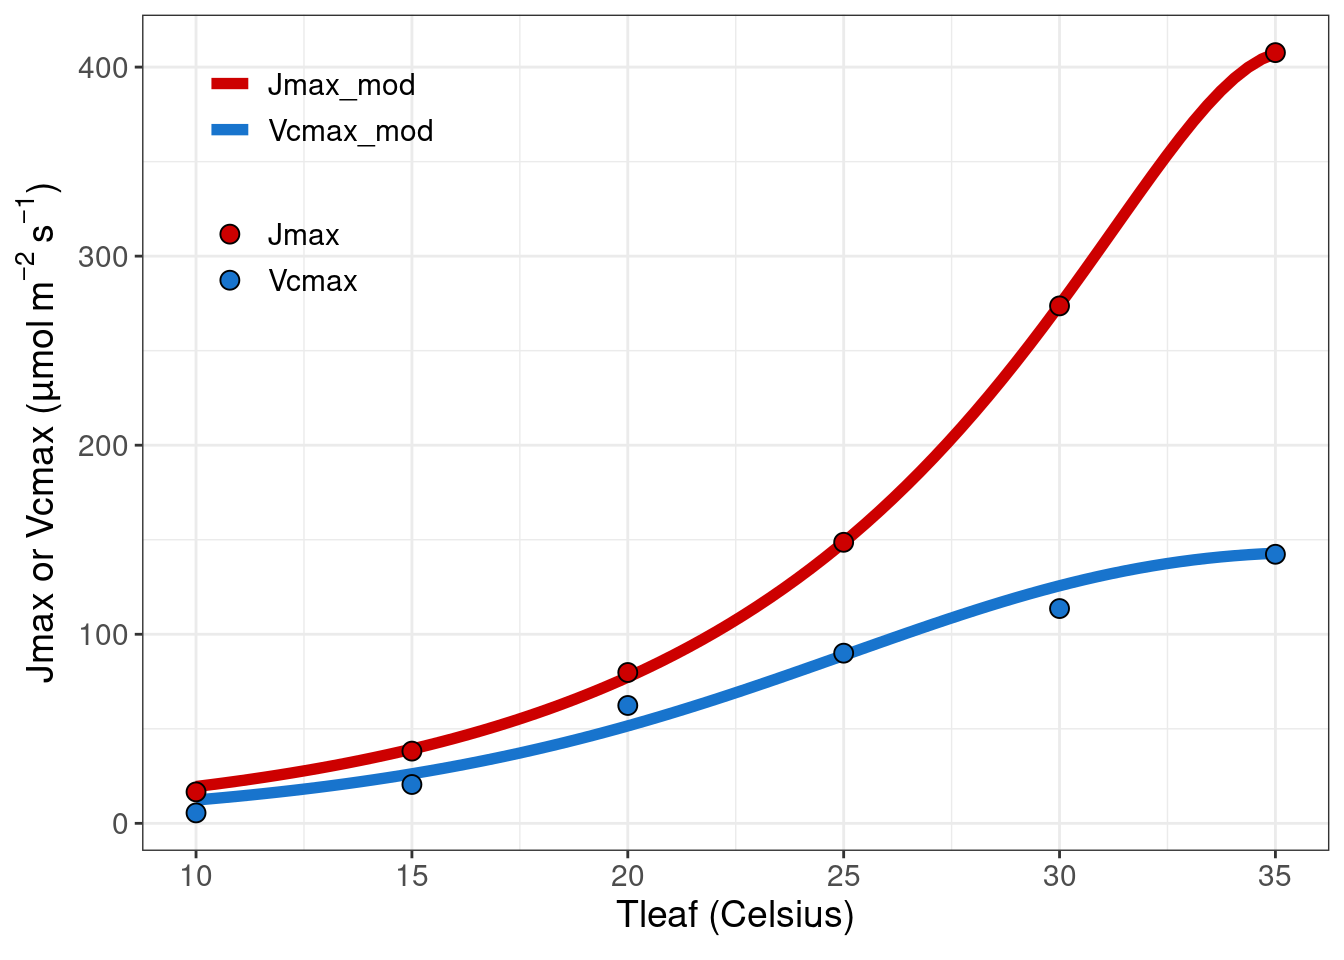 Jmax_mod
Vcmax_mod
Jmax
Vcmax
400
300
200
100
0
Jmax or Vcmax (µmol m⁻² s⁻¹)
10 15 20 25 30 35
Tleaf (Celsius)